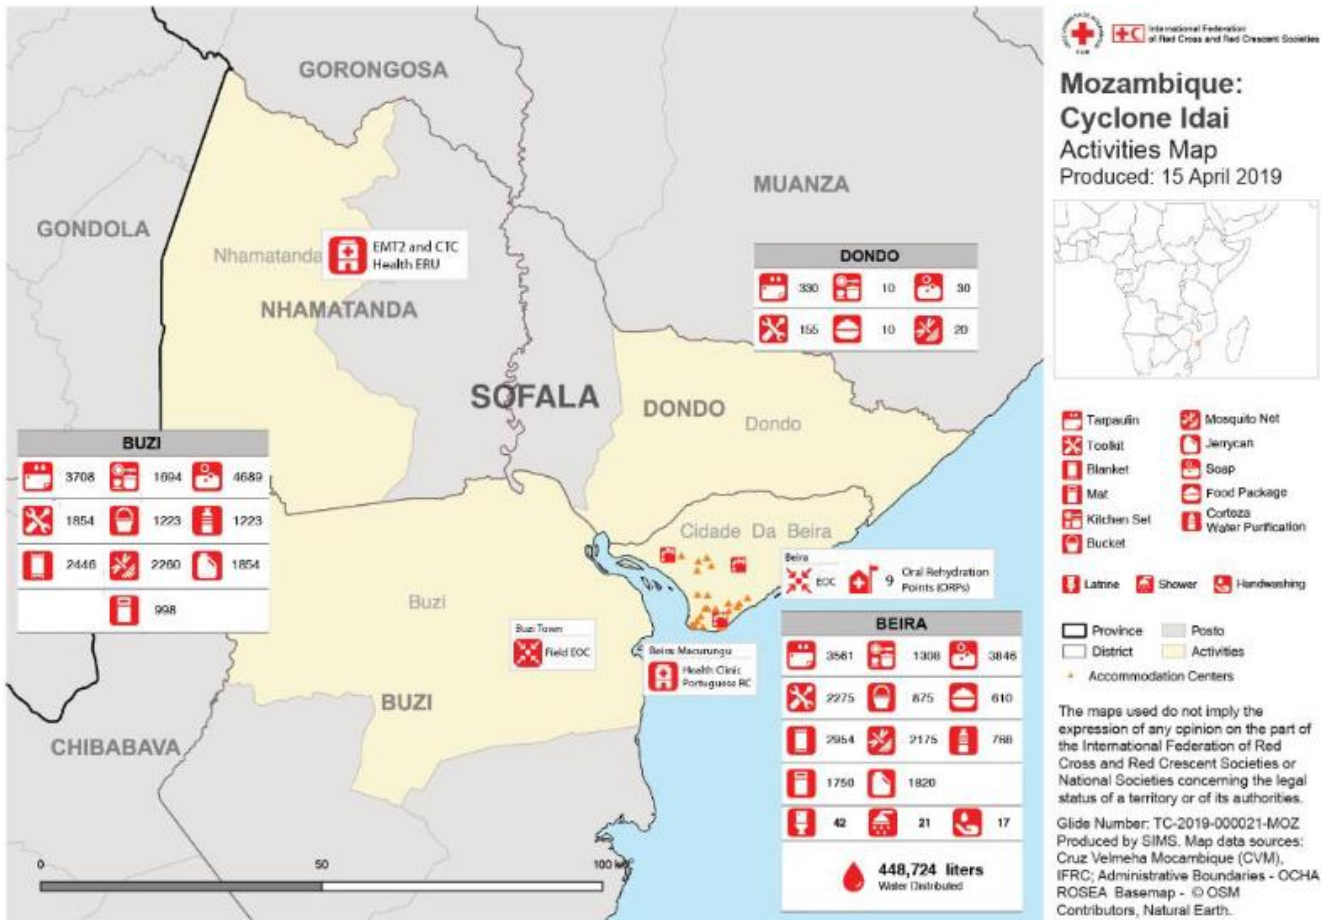 International Federation
of Red Cross and Red Crescent Societies
Mozambique:
Cyclone Idai
Activities Map
Produced: 15 April 2019
GORONGOSA
MUANZA
GONDOLA
Nhamatanda
EMT2 and CTC
Health ERU
NHAMATANDA
SOFALA
DONDO
330 10 30
155 10 20
DONDO
Dondo
BUZI
3708 1694 4689
1854 1223 1223
2446 2260 1854
998
Cidade Da Beira
Beira
EOC
9 Oral Rehydration
Points (ORPs)
Buzi
Buzi Town
Field EOC
Beira Macurungu
Health Clinic
Portuguese RC
BUZI
CHIBABAVA
BEIRA
3561 1308 3846
2275 875 610
2954 2175 768
1750 1820
42 21 17
448,724 liters
Water Distributed
0 50 100 km
Tarpaulin
Toolkit
Blanket
Mat
Kitchen Set
Bucket
Mosquito Net
Jerrycan
Soap
Food Package
Corteza
Water Purification
Latrine Shower Handwashing
Province Posto
District Activities
Accommodation Centers
The maps used do not imply the
expression of any opinion on the part of
the International Federation of Red
Cross and Red Crescent Societies or
National Societies concerning the legal
status of a territory or of its authorities.
Glide Number: TC-2019-000021-MOZ
Produced by SIMS. Map data sources:
Cruz Velmeha Mocambique (CVM),
IFRC; Administrative Boundaries - OCHA
ROSEA Basemap - © OSM
Contributors, Natural Earth.